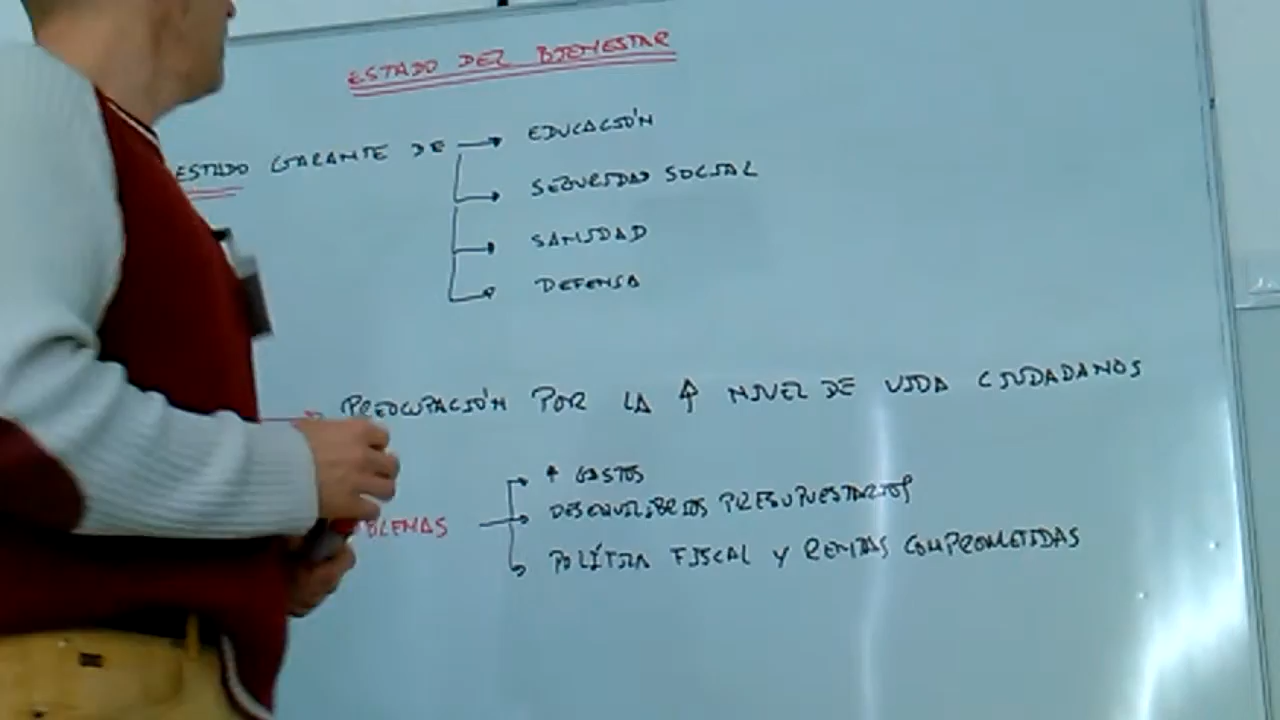 ESTADO DEL BIENESTAR
ESTADO GARANTE DE → EDUCACIÓN
→ SEGURIDAD SOCIAL
→ SANIDAD
→ DEFENSA
PREOCUPACIÓN POR LA ↑ NIVEL DE VIDA CIUDADANOS
↑ GASTOS
BLEMAS → DESEQUILIBRIOS PRESUPUESTARIOS
POLÍTICA FISCAL Y RENTAS COMPROMETIDAS